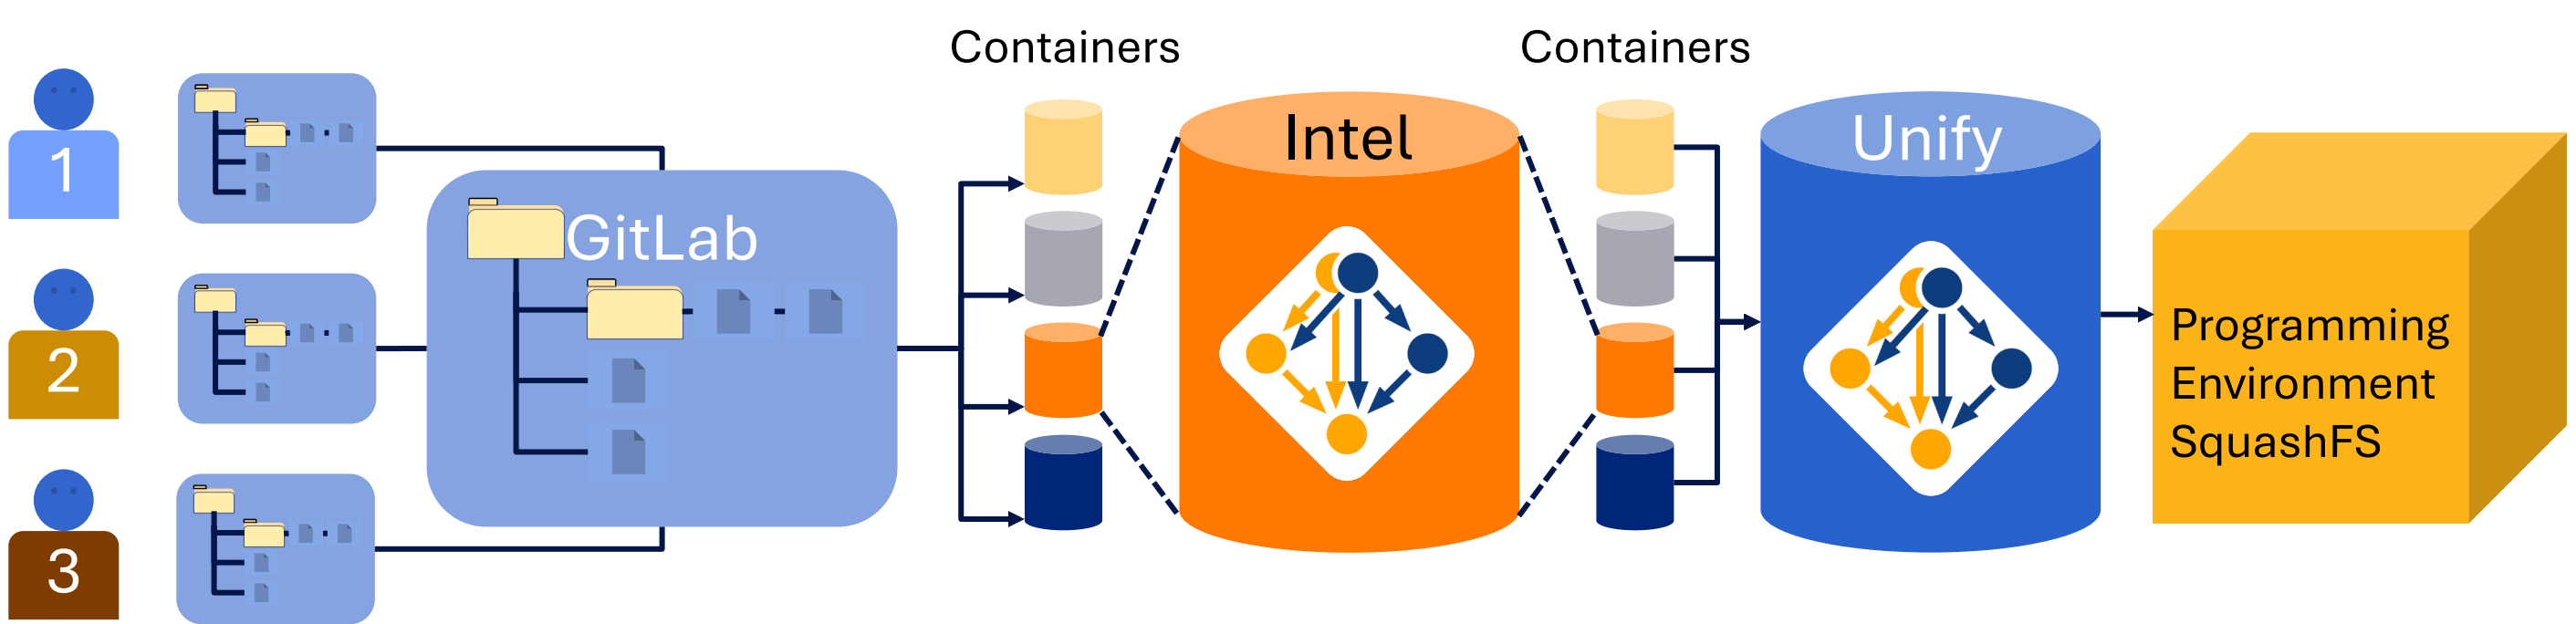 1
2
3
GitLab
Containers
Intel
Containers
Unify
Programming
Environment
SquashFS